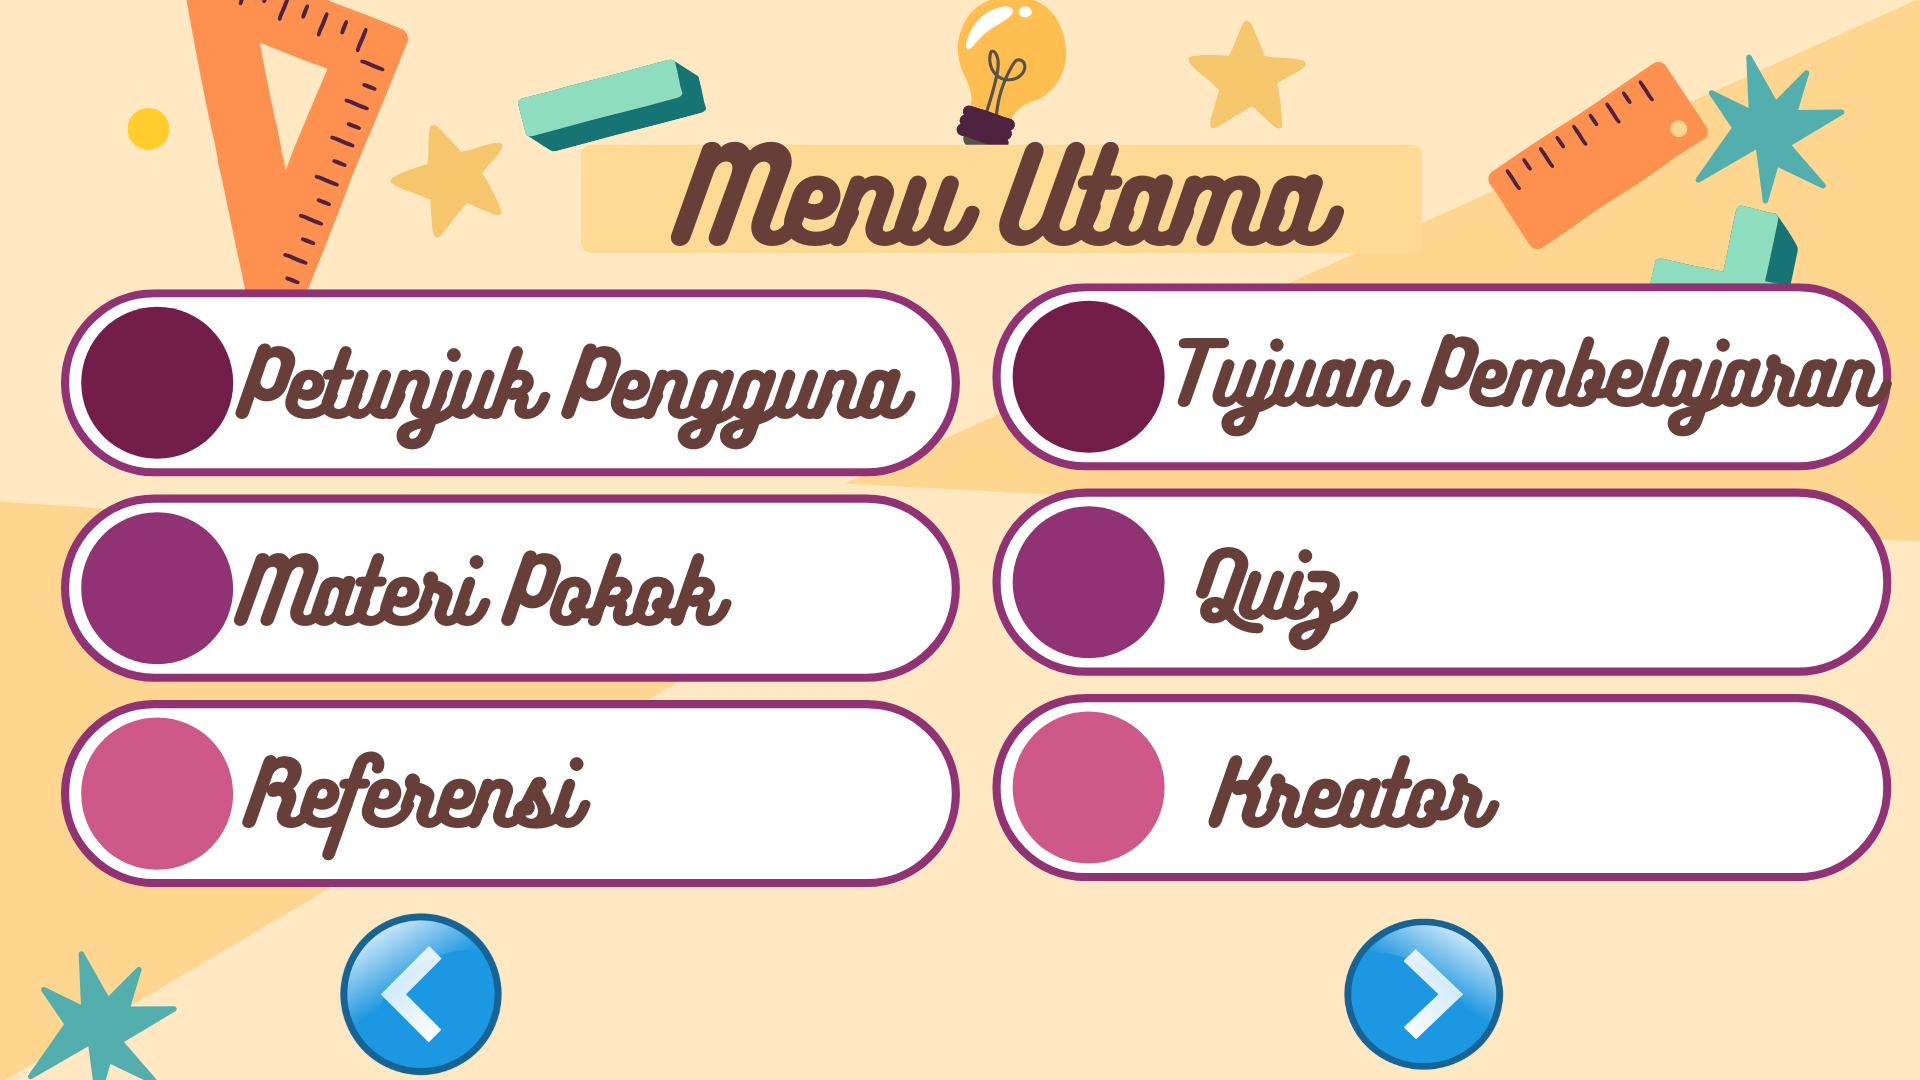 Menu Utama
Petunjuk Pengguna
Tujuan Pembelajaran
Materi Pokok
Quiz
Referensi
Kreator